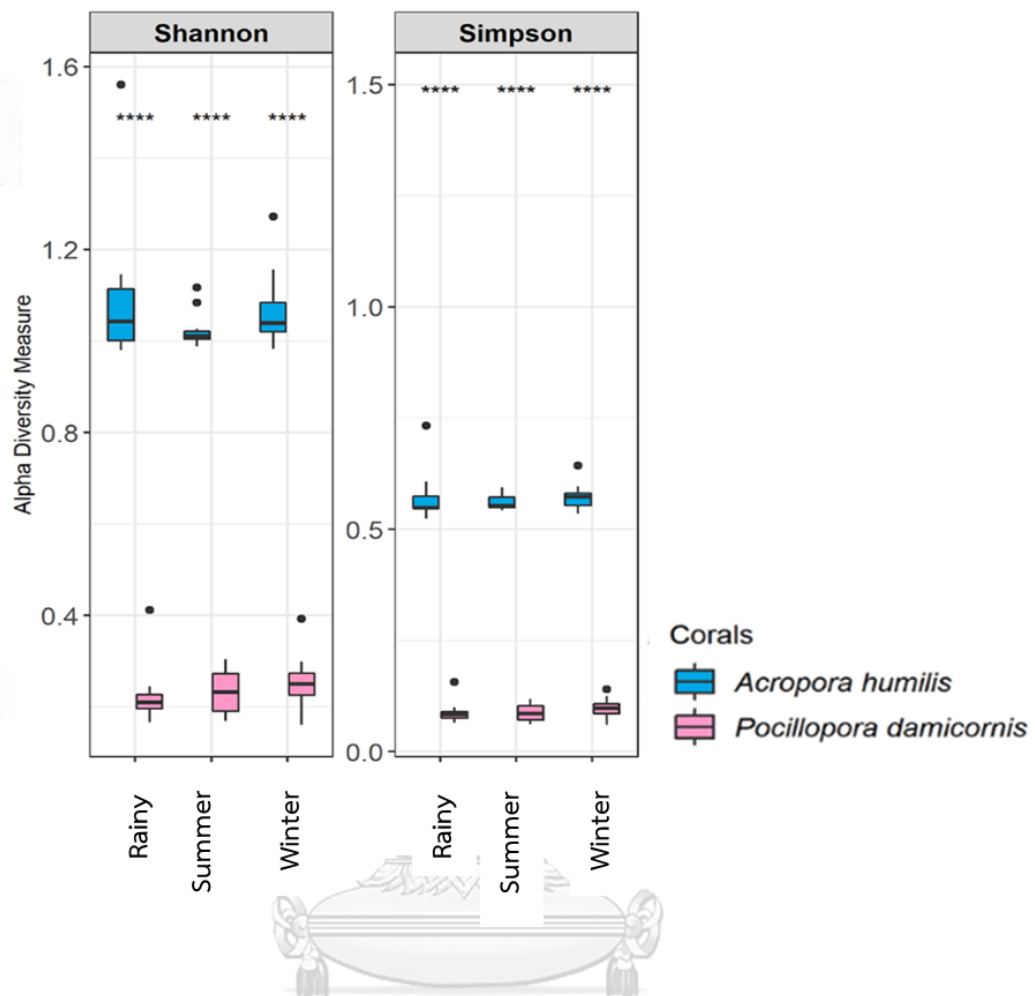 Shannon
Simpson
Alpha Diversity Measure
1.6
1.2
0.8
0.4
1.5
1.0
0.5
0.0
**** **** ****
**** **** ****
Rainy
Summer
Winter
Rainy
Summer
Winter
Corals
Acropora humilis
Pocillopora damicornis